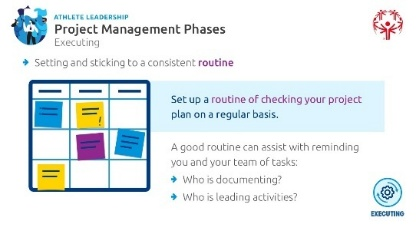 ATHLETE LEADERSHIP
Project Management Phases
Executing
Setting and sticking to a consistent routine
Set up a routine of checking your project
plan on a regular basis.
A good routine can assist with reminding
you and your team of tasks:
Who is documenting?
Who is leading activities?
EXECUTING